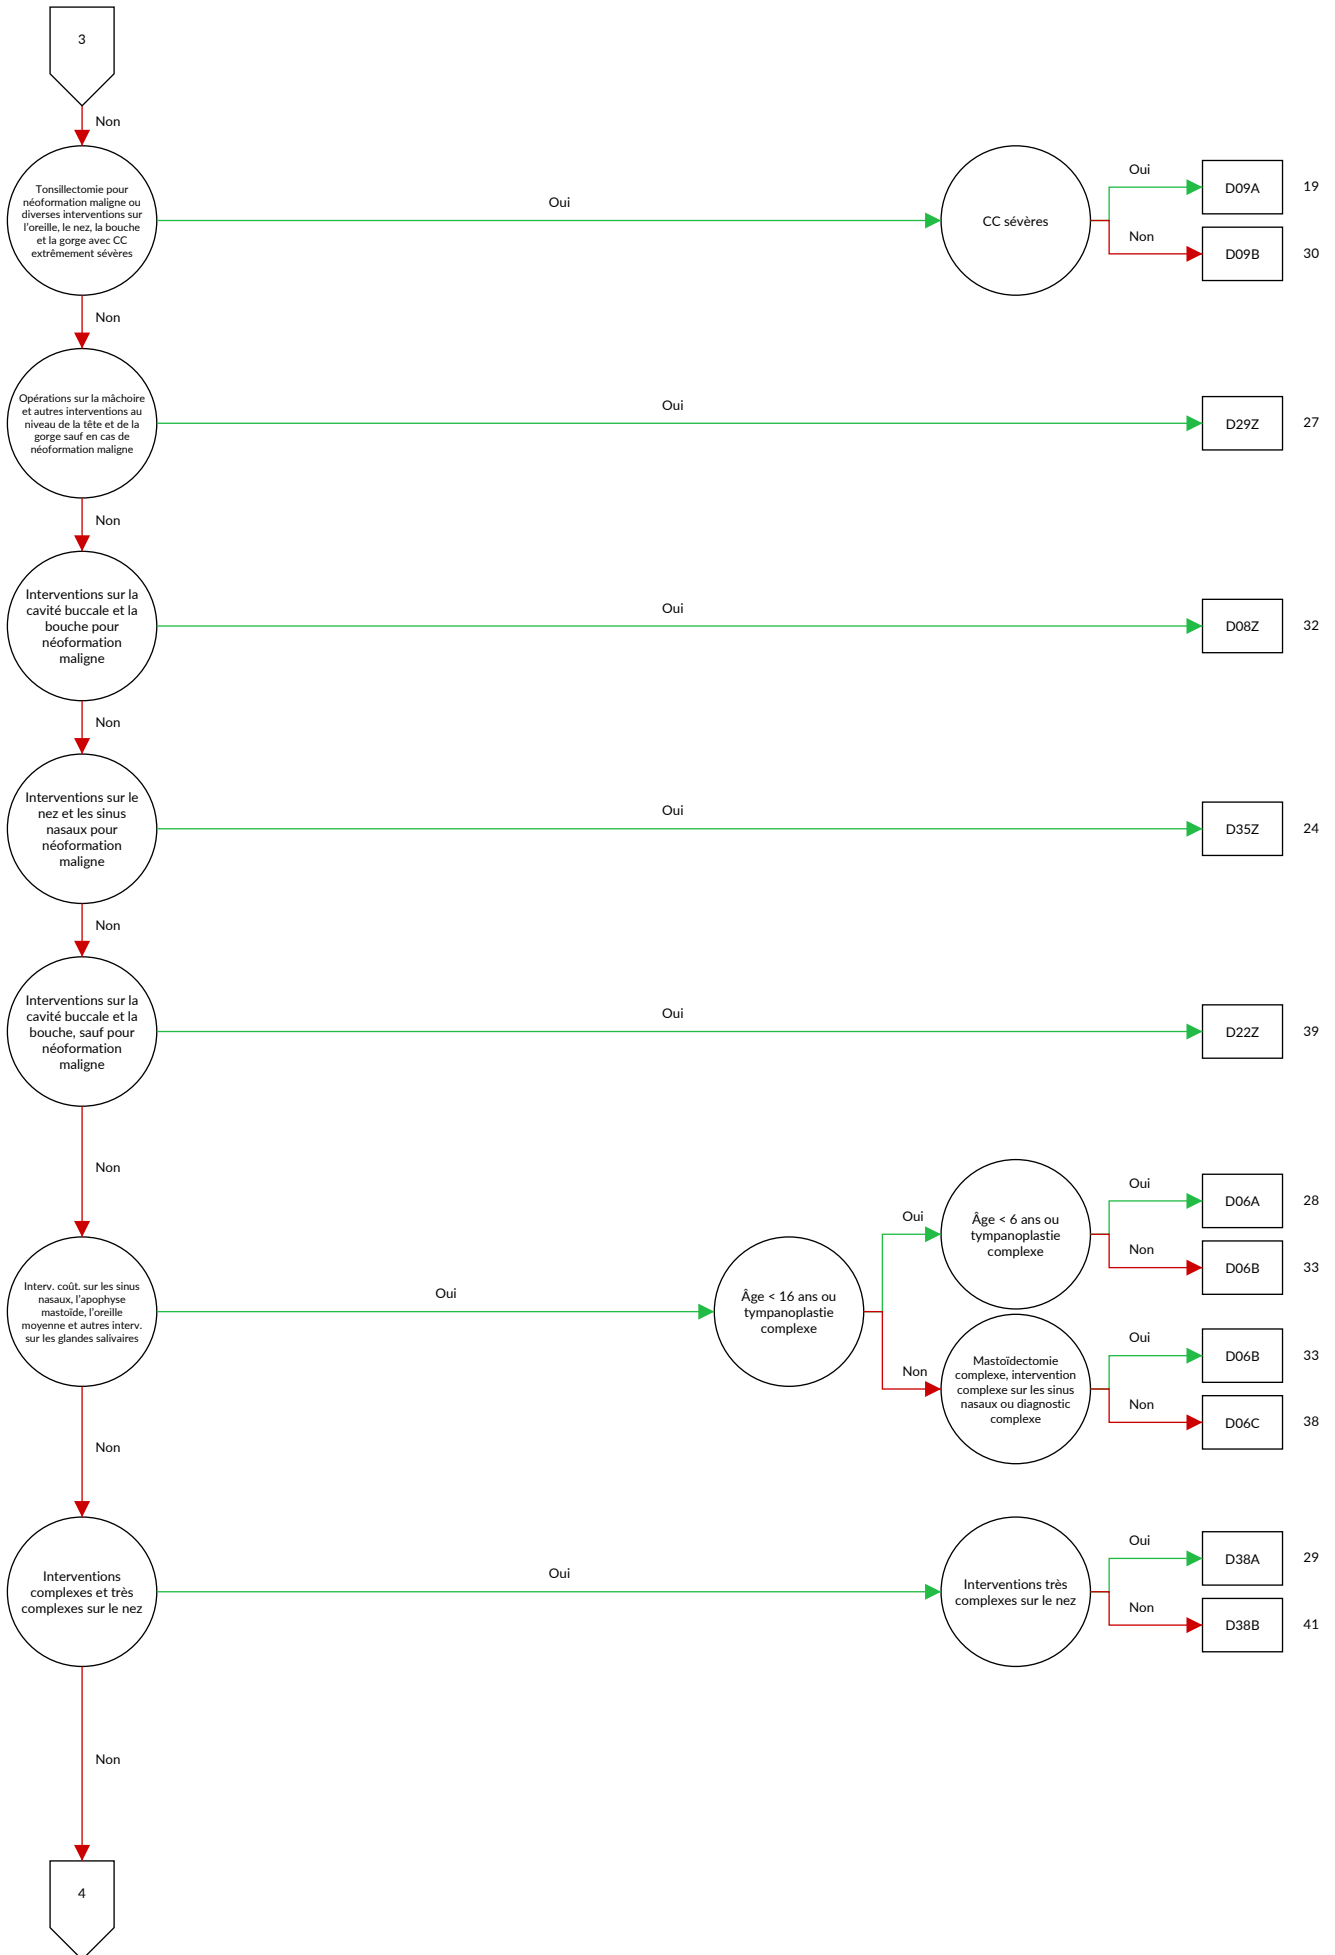 3
Non
Tonsillectomie pour
néoformation maligne ou
diverses interventions sur
l'oreille, le nez, la bouche
et la gorge avec CC
extrêmement sévères
Oui
CC sévères
Oui
D09A
19
Non
D09B
30
Non
Opérations sur la mâchoire
et autres interventions au
niveau de la tête et de la
gorge sauf en cas de
néoformation maligne
Oui
D29Z
27
Non
Interventions sur la
cavité buccale et la
bouche pour
néoformation
maligne
Oui
D08Z
32
Non
Interventions sur le
nez et les sinus
nasaux pour
néoformation
maligne
Oui
D35Z
24
Non
Interventions sur la
cavité buccale et la
bouche, sauf pour
néoformation
maligne
Oui
D22Z
39
Non
Interv. coût. sur les sinus
nasaux, l'apophyse
mastoïde, l'oreille
moyenne et autres interv.
sur les glandes salivaires
Oui
Âge < 16 ans ou
tympanoplastie
complexe
Oui
Âge < 6 ans ou
tympanoplastie
complexe
Oui
D06A
28
Non
D06B
33
Non
Mastoïdectomie
complexe, intervention
complexe sur les sinus
nasaux ou diagnostic
complexe
Oui
D06B
33
Non
D06C
38
Non
Interventions
complexes et très
complexes sur le nez
Oui
Interventions très
complexes sur le nez
Oui
D38A
29
Non
D38B
41
Non
4